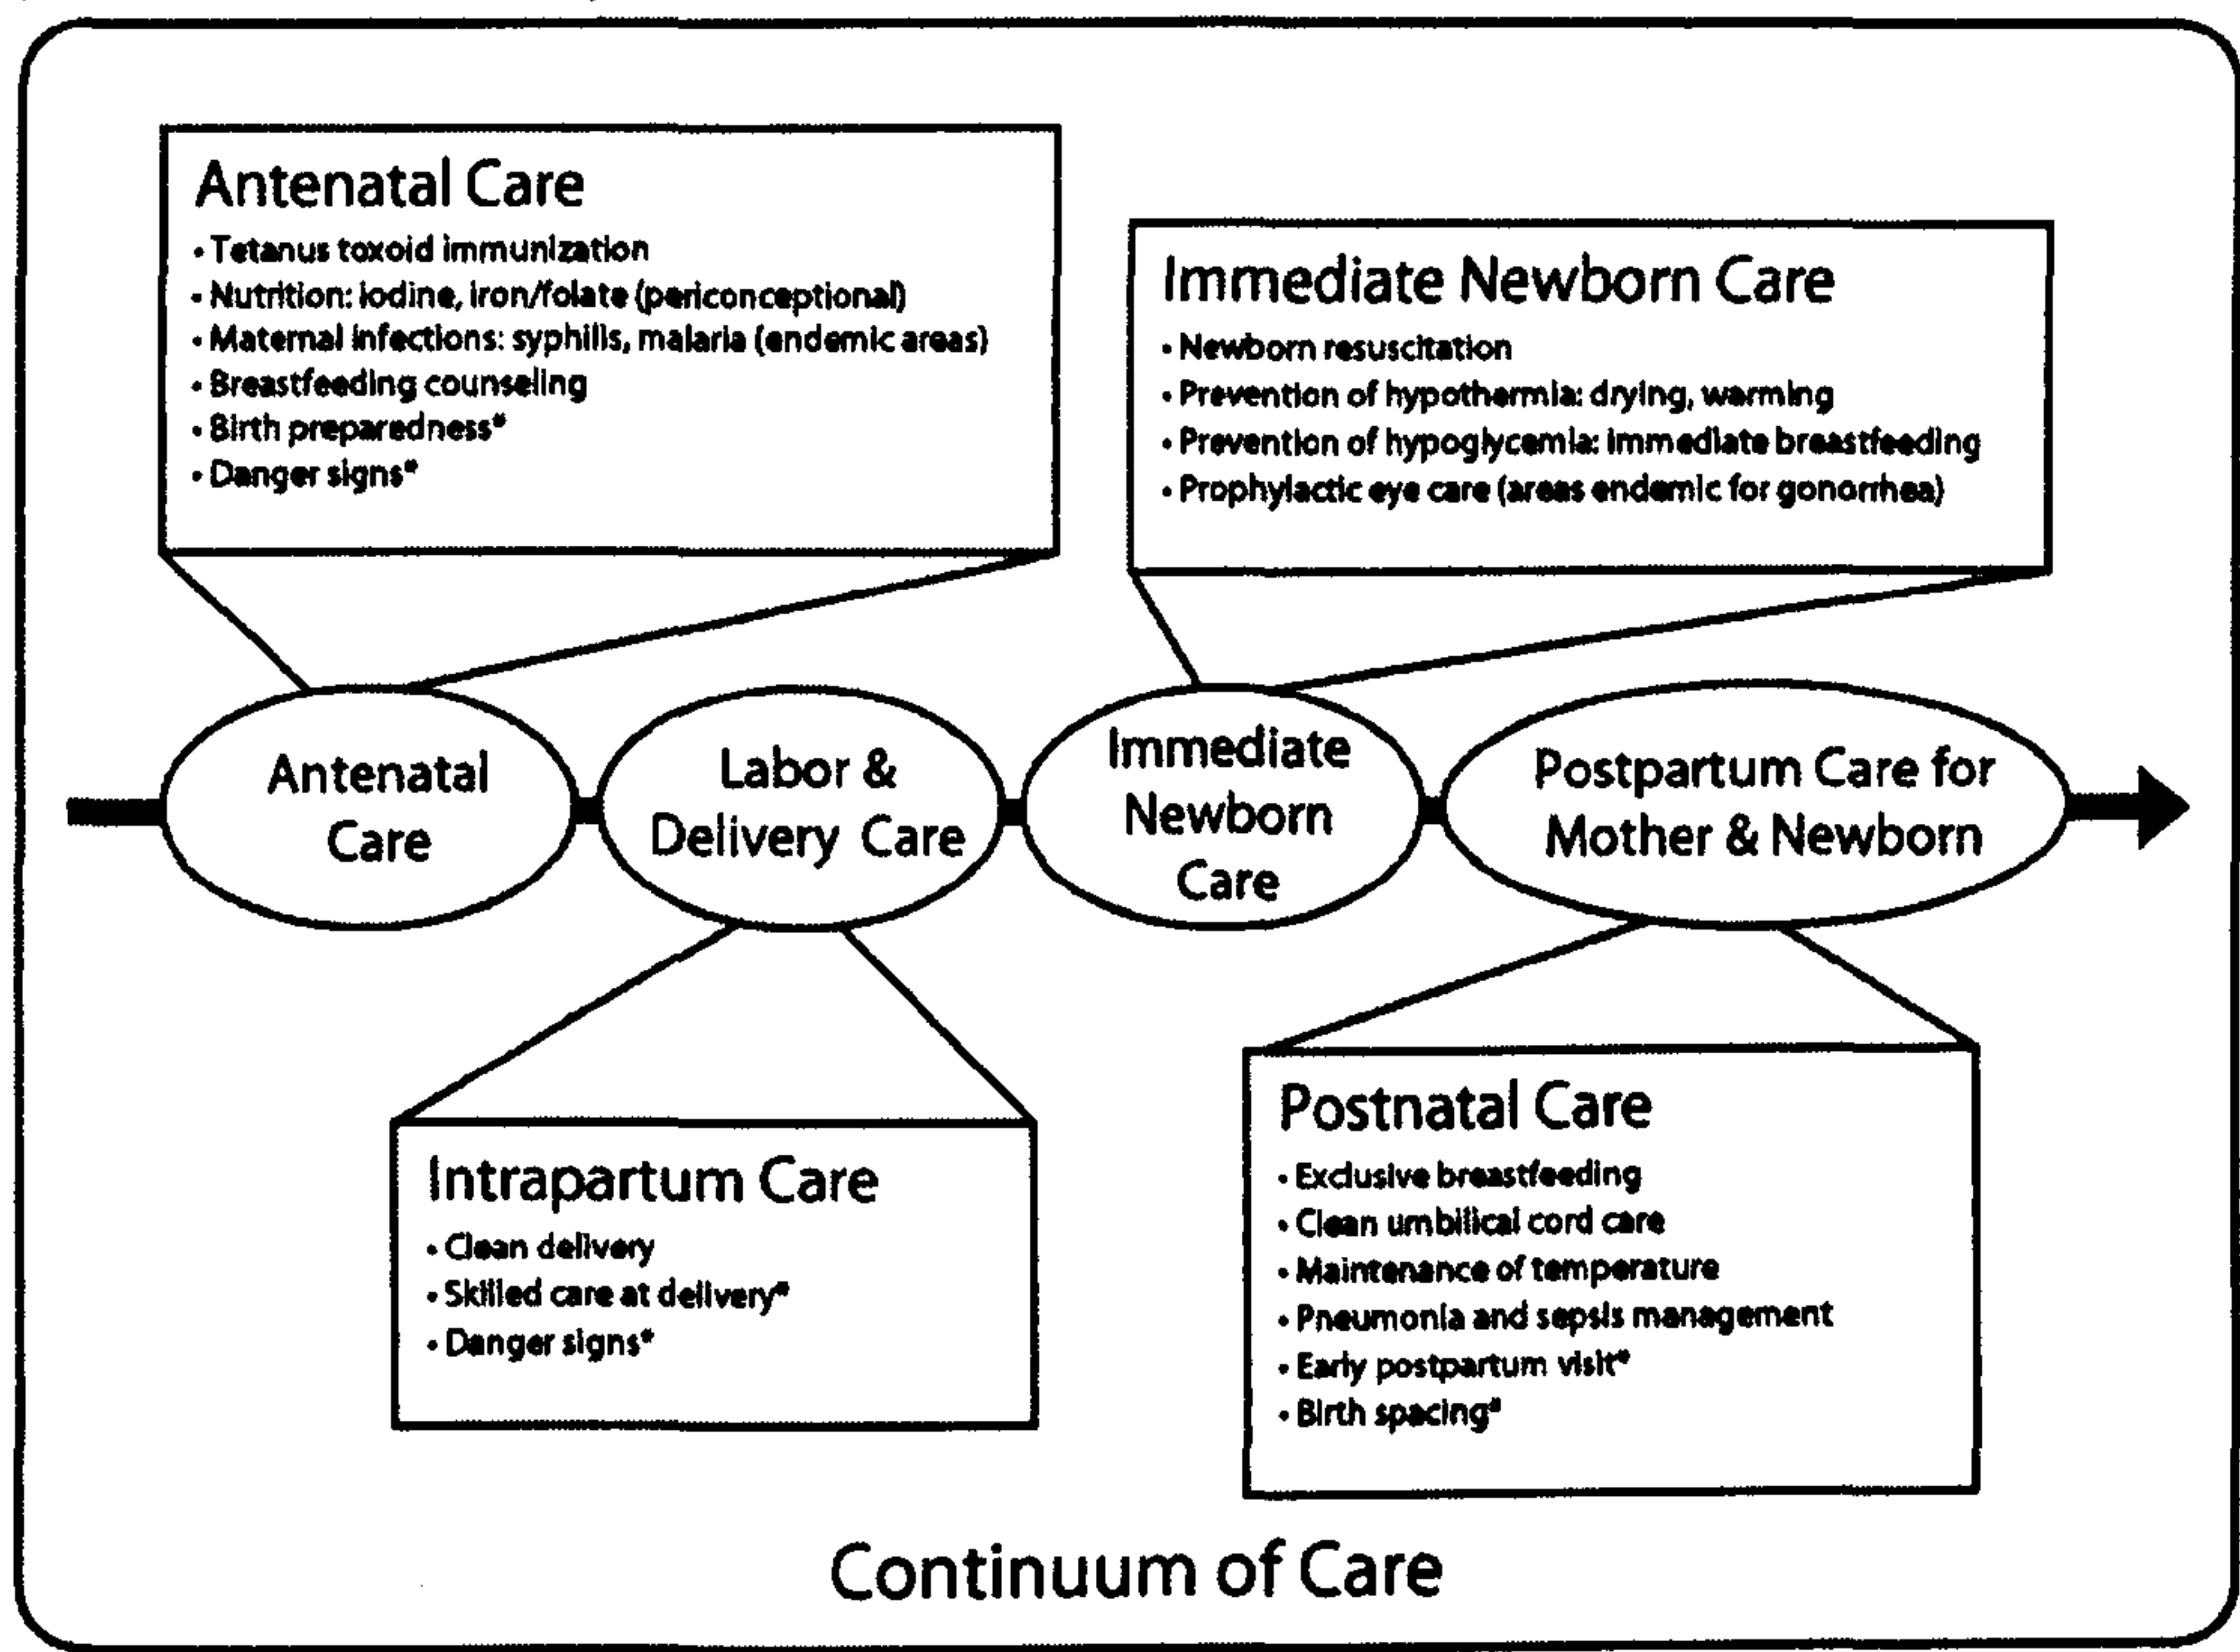 Antenatal Care
• Tetanus toxoid immunization
• Nutrition: iodine, iron/folate (periconceptional)
• Maternal infections: syphilis, malaria (endemic areas)
• Breastfeeding counseling
• Birth preparedness*
• Danger signs*
Immediate Newborn Care
• Newborn resuscitation
• Prevention of hypothermia: drying, warming
• Prevention of hypoglycemia: immediate breastfeeding
• Prophylactic eye care (areas endemic for gonorrhea)
Antenatal
Care
Labor &
Delivery Care
Immediate
Newborn
Care
Postpartum Care for
Mother & Newborn
Intrapartum Care
• Clean delivery
• Skilled care at delivery*
• Danger signs*
Postnatal Care
• Exclusive breastfeeding
• Clean umbilical cord care
• Maintenance of temperature
• Pneumonia and sepsis management
• Early postpartum visit*
• Birth spacing*
Continuum of Care